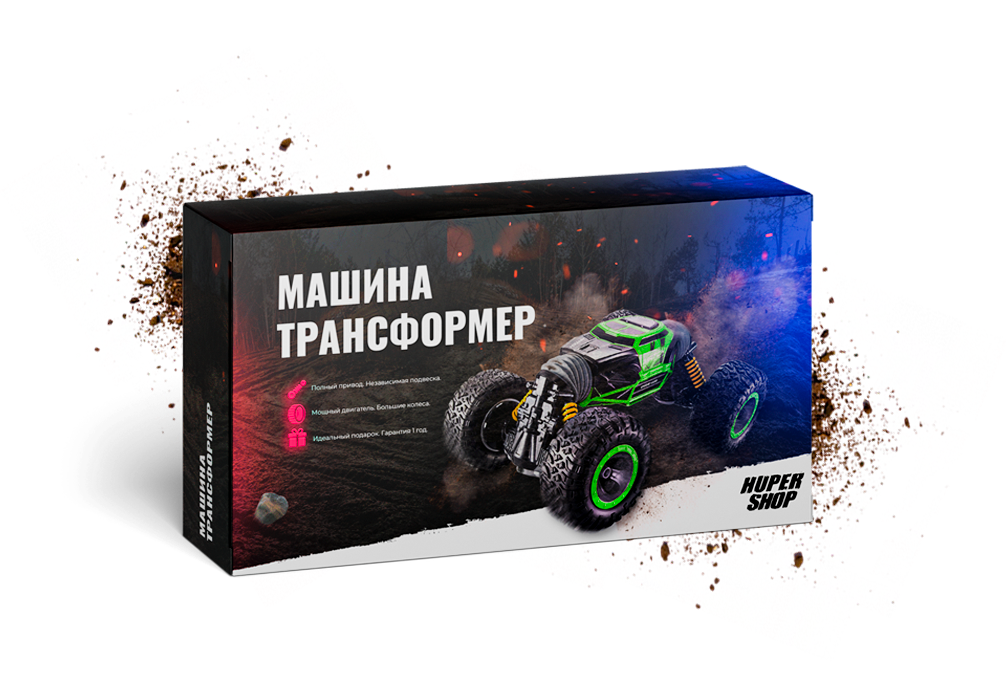 МАШИНА
ТРАНСФОРМЕР
Полный привод. Независимая подвеска.
Мощный двигатель. Большие колеса.
Идеальный подарок. Гарантия 1 год.
HUPER
SHOP
МАШИНА
ТРАНСФОРМЕР